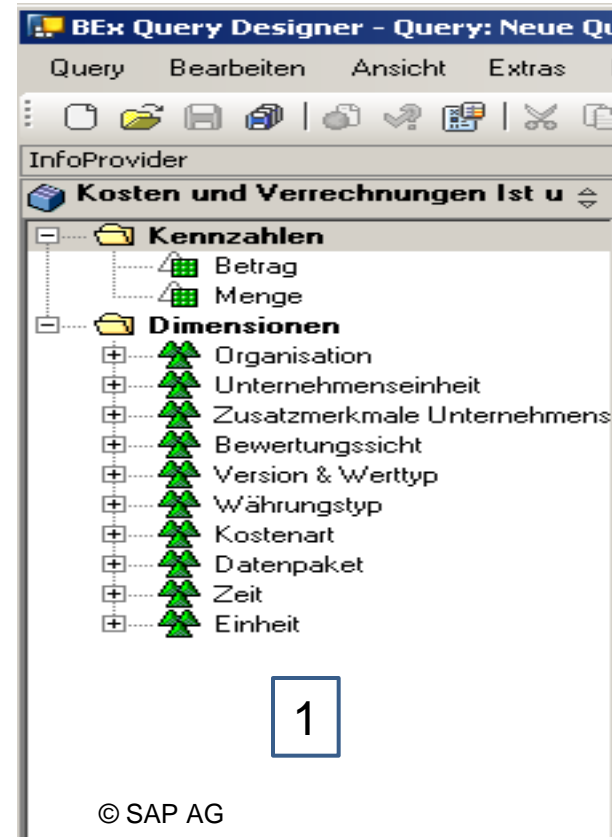 BEx Query Designer - Query: Neue Qu
Query Bearbeiten Ansicht Extras
InfoProvider
Kosten und Verrechnungen Ist u
Kennzahlen
Betrag
Menge
Dimensionen
Organisation
Unternehmenseinheit
Zusatzmerkmale Unternehmens
Bewertungssicht
Version & Werttyp
Währungstyp
Kostenart
Datenpaket
Zeit
Einheit
1
© SAP AG